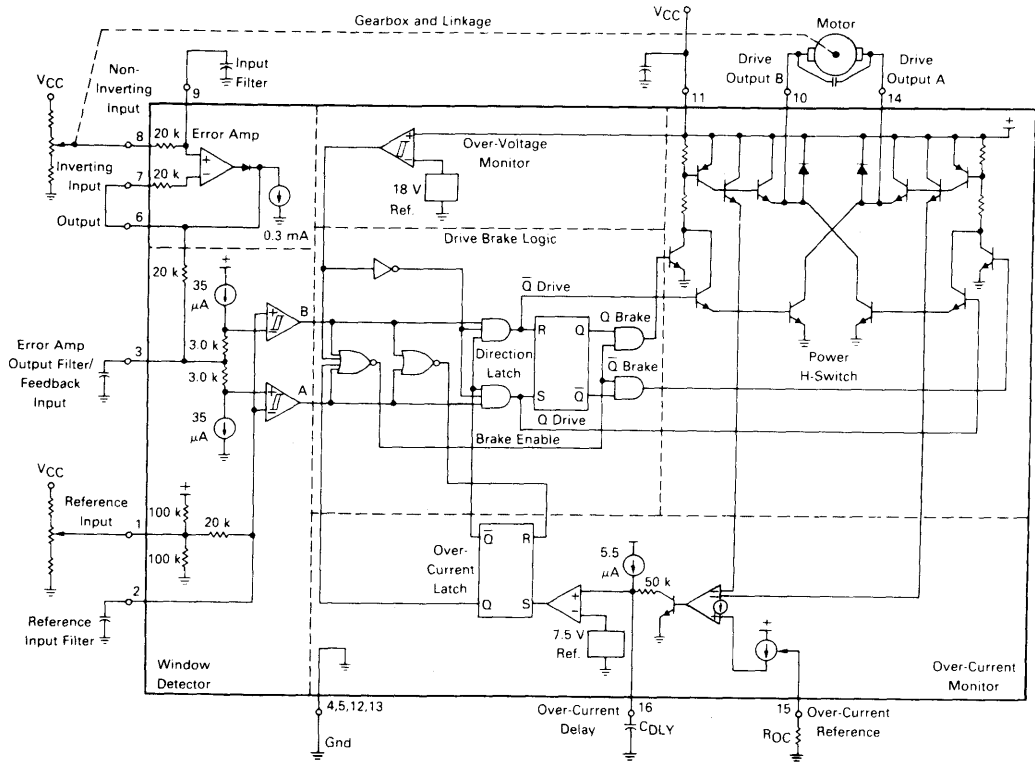 Gearbox and Linkage
VCC
Motor
Drive
Output B
Drive
Output A
Input
Filter
Non-
Inverting
Input
VCC
9
11
10
14
8
20 k
Error Amp
+
Over-Voltage
Monitor
+
−
Inverting
Input
7
20 k
18 V
Ref.
Output
6
0.3 mA
Drive Brake Logic
20 k
+
35
μA
Q̅ Drive
B
Q Brake
3.0 k
R
Q
Error Amp
Output Filter/
Feedback
Input
3
3.0 k
Direction
Latch
Q̅ Brake
Power
H-Switch
A
S
Q̅
35
μA
Q Drive
Brake Enable
VCC
Reference
Input
+
100 k
1
20 k
100 k
Q̅
R
Over-
Current
Latch
5.5
μA
50 k
2
Q
S
+
−
+
Reference
Input Filter
7.5 V
Ref.
Window
Detector
Over-Current
Monitor
4,5,12,13
Over-Current
Delay
16
CDLY
15
Over-Current
Reference
ROC
Gnd